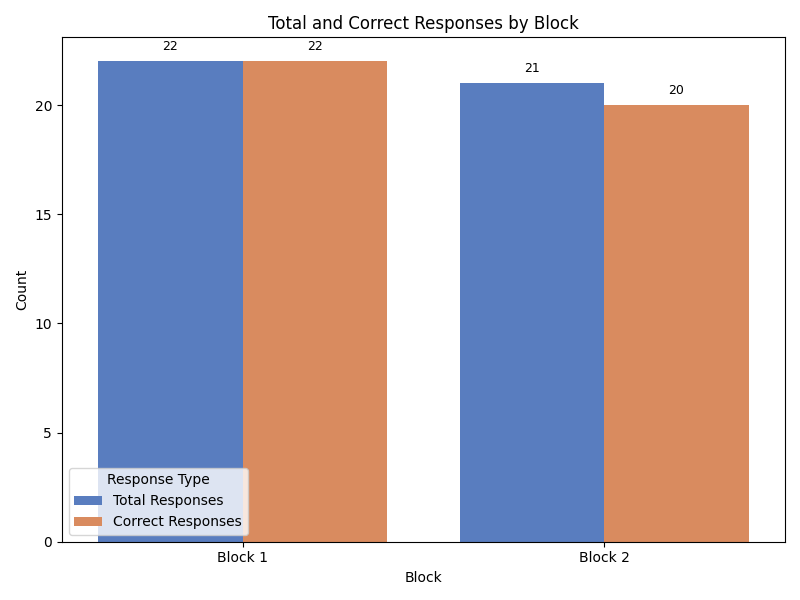 Total and Correct Responses by Block
22
22
21
20
20
15
10
5
0
Count
Response Type
Total Responses
Correct Responses
Block 1
Block 2
Block